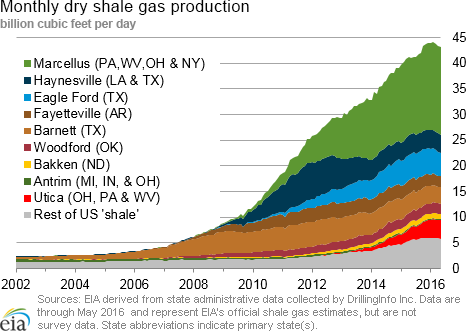 Monthly dry shale gas production
billion cubic feet per day
45
40
35
30
25
20
15
10
5
0
Marcellus (PA,WV,OH & NY)
Haynesville (LA & TX)
Eagle Ford (TX)
Fayetteville (AR)
Barnett (TX)
Woodford (OK)
Bakken (ND)
Antrim (MI, IN, & OH)
Utica (OH, PA & WV)
Rest of US 'shale'
2002 2004 2006 2008 2010 2012 2014 2016
eia
Sources: EIA derived from state administrative data collected by DrillingInfo Inc. Data are
through May 2016 and represent EIA's official shale gas estimates, but are not
survey data. State abbreviations indicate primary state(s).